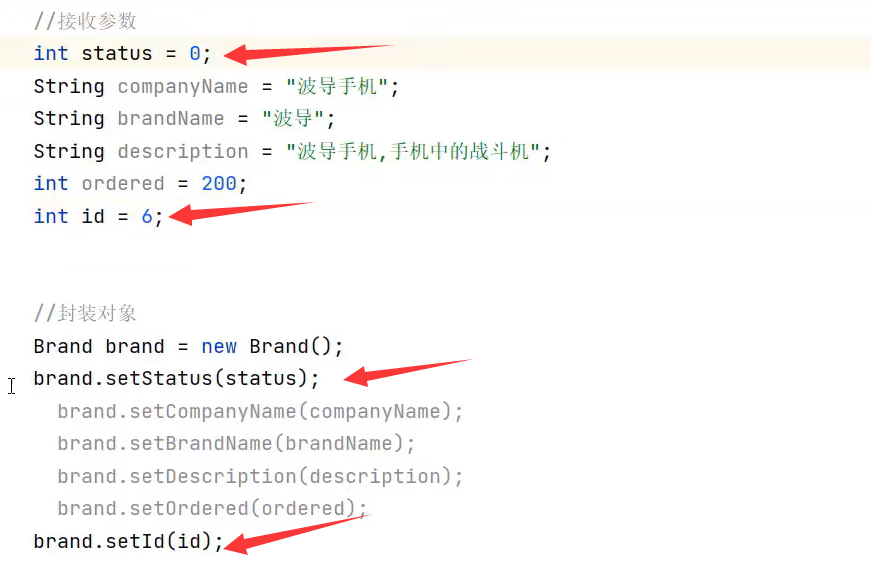 //接收参数
int status = 0;
String companyName = "波导手机";
String brandName = "波导";
String description = "波导手机,手机中的战斗机";
int ordered = 200;
int id = 6;
//封装对象
Brand brand = new Brand();
brand.setStatus(status);
brand.setCompanyName(companyName);
brand.setBrandName(brandName);
brand.setDescription(description);
brand.setOrdered(ordered);
brand.setId(id);